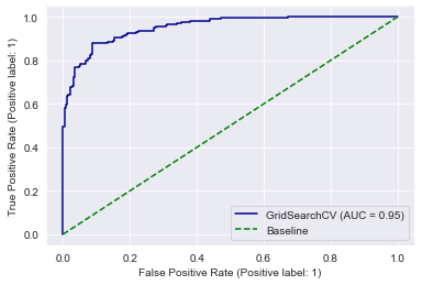 True Positive Rate (Positive label: 1)
1.0
0.8
0.6
0.4
0.2
0.0
GridSearchCV (AUC = 0.95)
Baseline
0.0 0.2 0.4 0.6 0.8 1.0
False Positive Rate (Positive label: 1)